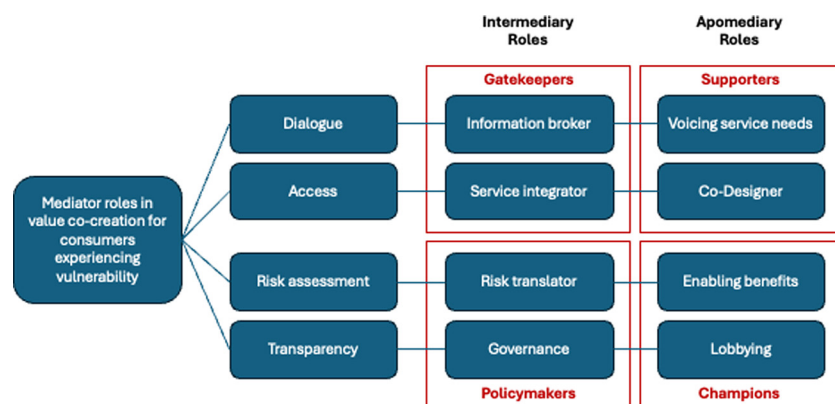 Intermediary
Roles
Apomediary
Roles
Gatekeepers
Supporters
Dialogue
Information broker
Voicing service needs
Access
Service integrator
Co-Designer
Mediator roles in
value co-creation for
consumers
experiencing
vulnerability
Risk assessment
Risk translator
Enabling benefits
Transparency
Governance
Lobbying
Policymakers
Champions